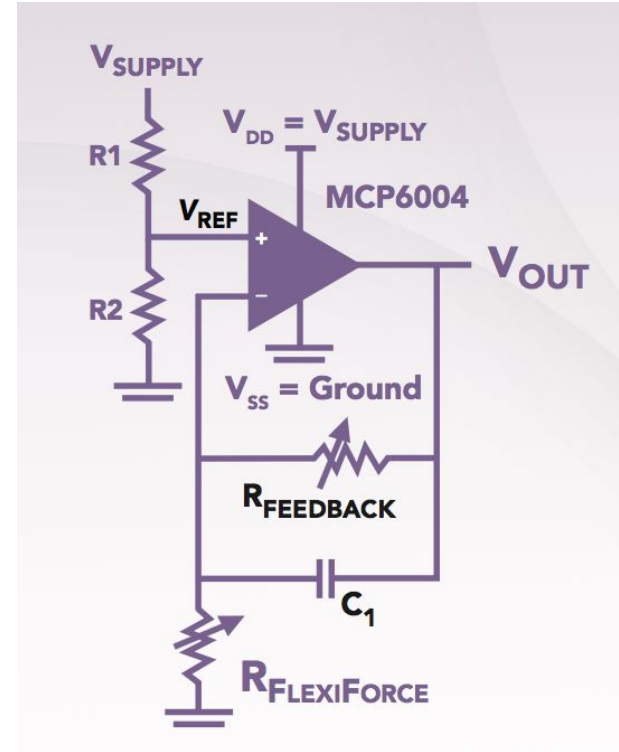 VSUPPLY
R1
VDD = VSUPPLY
MCP6004
VREF
+
−
VOUT
R2
VSS = Ground
RFEEDBACK
C1
RFLEXIFORCE